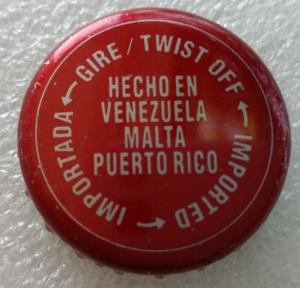 GIRE / TWIST OFF
IMPORTED
IMPORTADA
HECHO EN
VENEZUELA
MALTA
PUERTO RICO